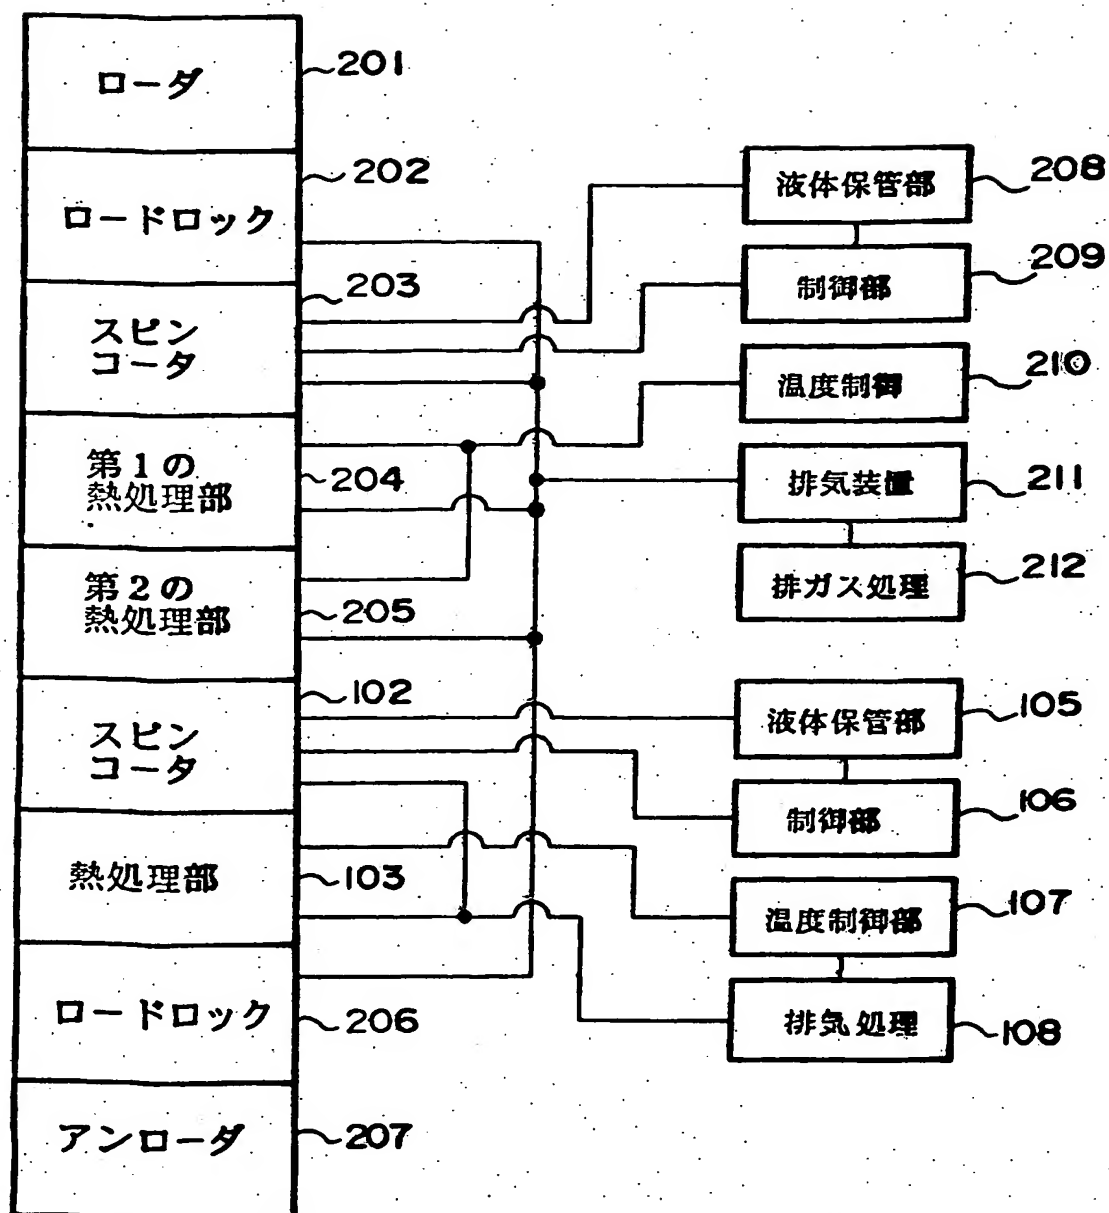 ローダ
201
ロードロック
202
スピン
コータ
203
第1の
熱処理部
204
第2の
熱処理部
205
スピン
コータ
102
熱処理部
103
ロードロック
206
アンローダ
207
液体保管部
208
制御部
209
温度制御
210
排気装置
211
排ガス処理
212
液体保管部
105
制御部
106
温度制御部
107
排気処理
108